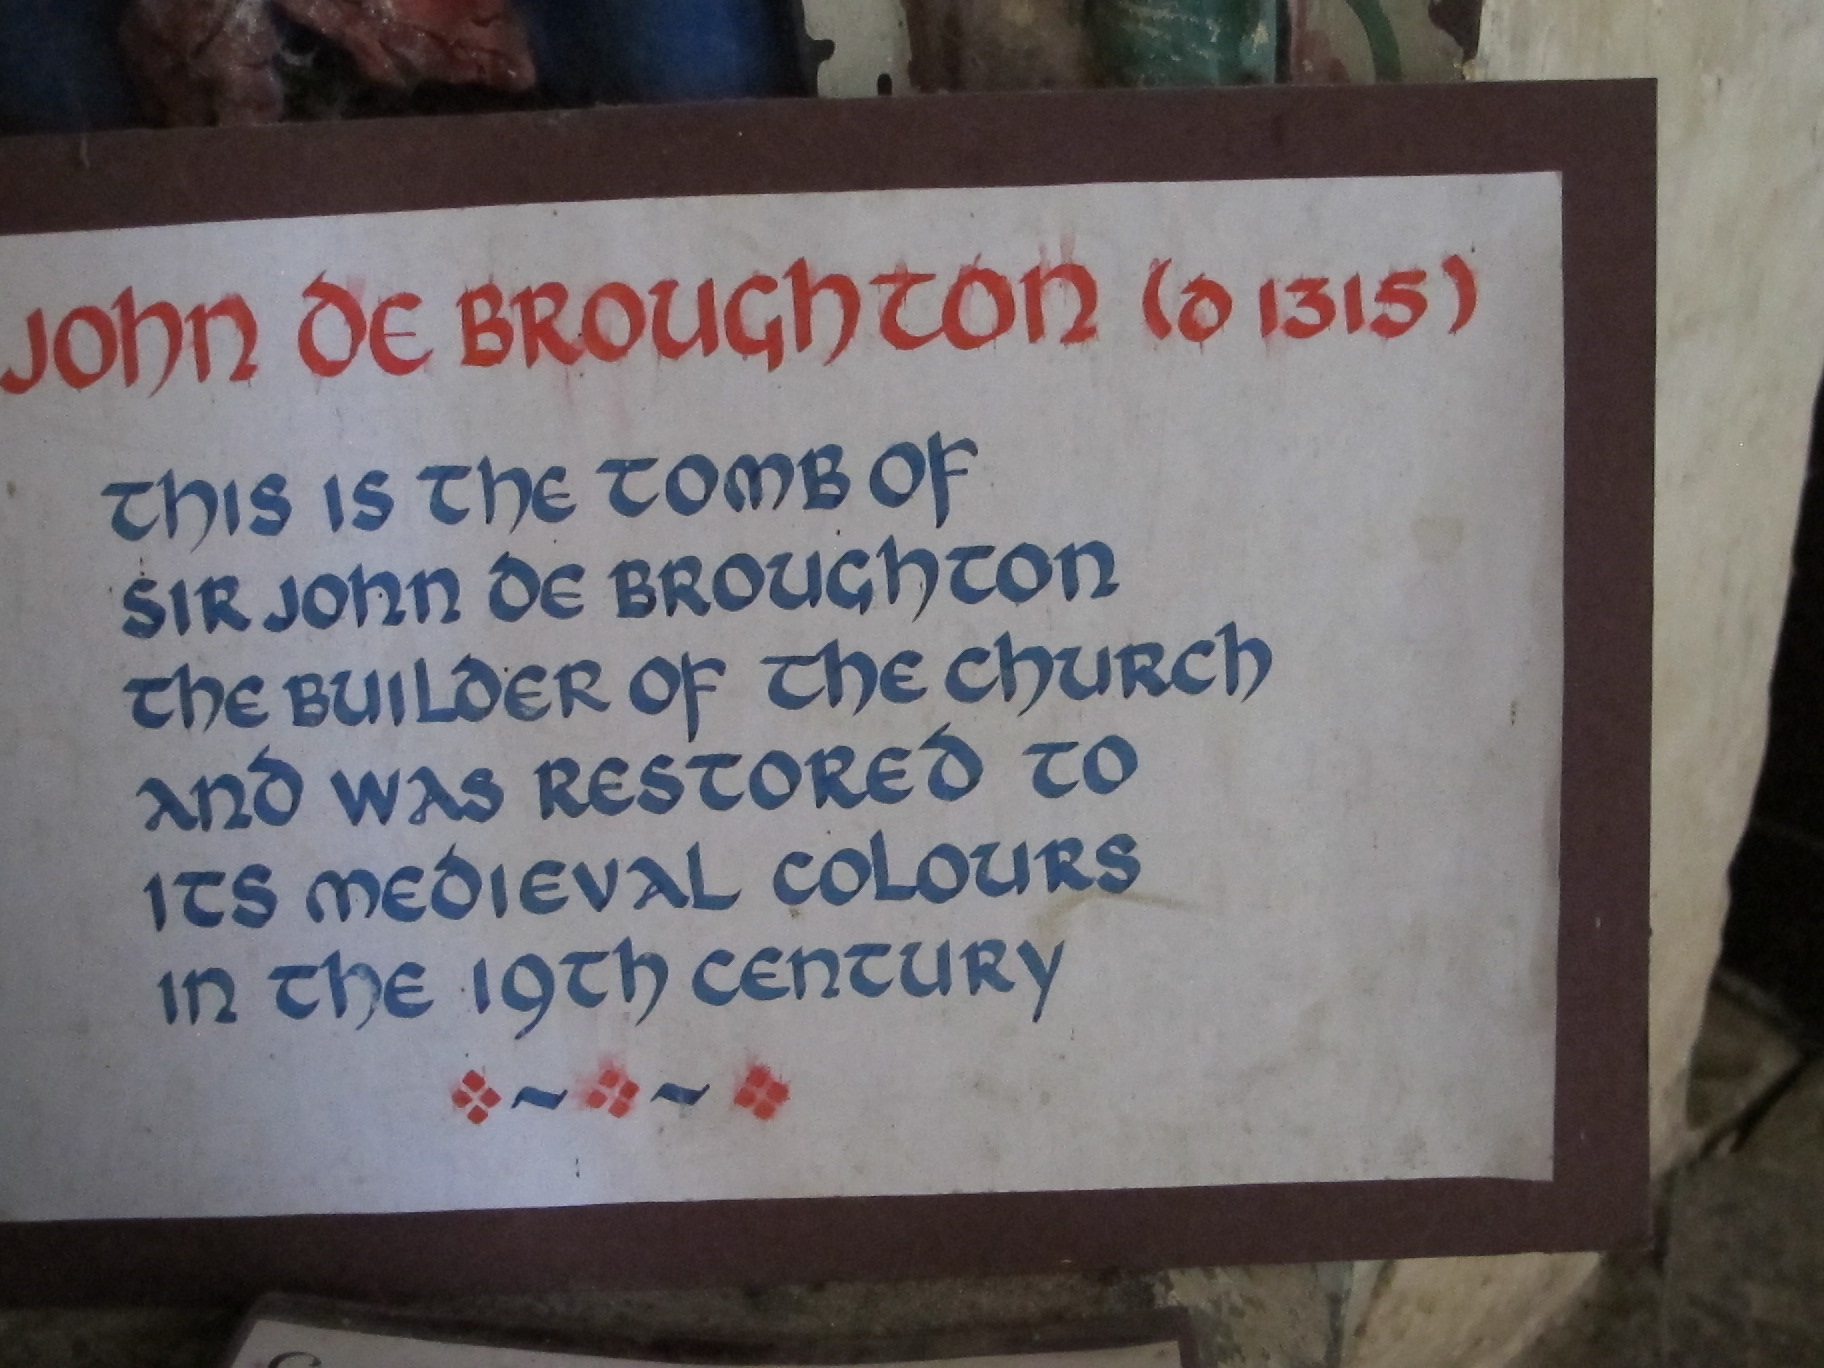 JOHN DE BROUGHTON (D 1315)
THIS IS THE TOMB OF
SIR JOHN DE BROUGHTON
THE BUILDER OF THE CHURCH
AND WAS RESTORED TO
ITS MEDIEVAL COLOURS
IN THE 19TH CENTURY